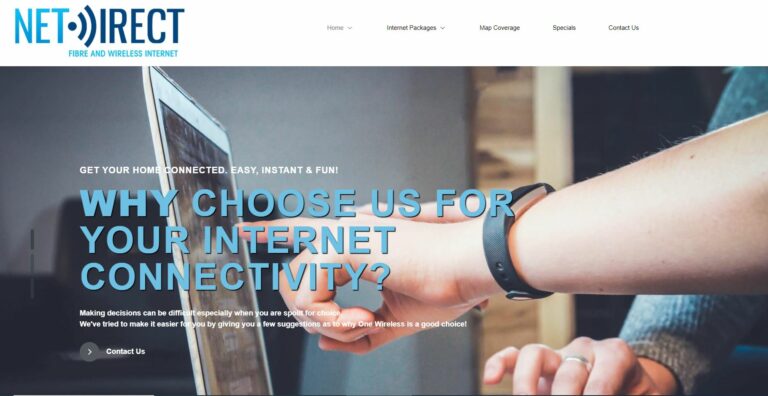 NET DIRECT
FIBRE AND WIRELESS INTERNET
Home
Internet Packages
Map Coverage
Specials
Contact Us
GET YOUR HOME CONNECTED. EASY, INSTANT & FUN!
WHY CHOOSE US FOR
YOUR INTERNET
CONNECTIVITY?
Making decisions can be difficult especially when you are spoilt for choice.
We've tried to make it easier for you by giving you a few suggestions as to why One Wireless is a good choice!
Contact Us